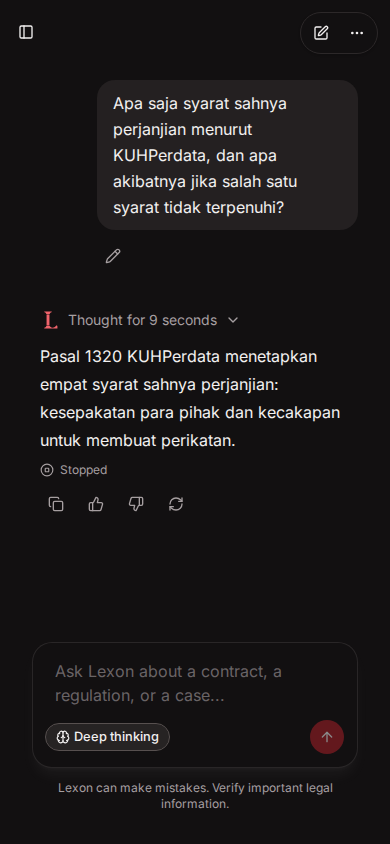 Apa saja syarat sahnya
perjanjian menurut
KUHPerdata, dan apa
akibatnya jika salah satu
syarat tidak terpenuhi?
L Thought for 9 seconds
Pasal 1320 KUHPerdata menetapkan
empat syarat sahnya perjanjian:
kesepakatan para pihak dan kecakapan
untuk membuat perikatan.
Stopped
Ask Lexon about a contract, a
regulation, or a case...
Deep thinking
Lexon can make mistakes. Verify important legal
information.